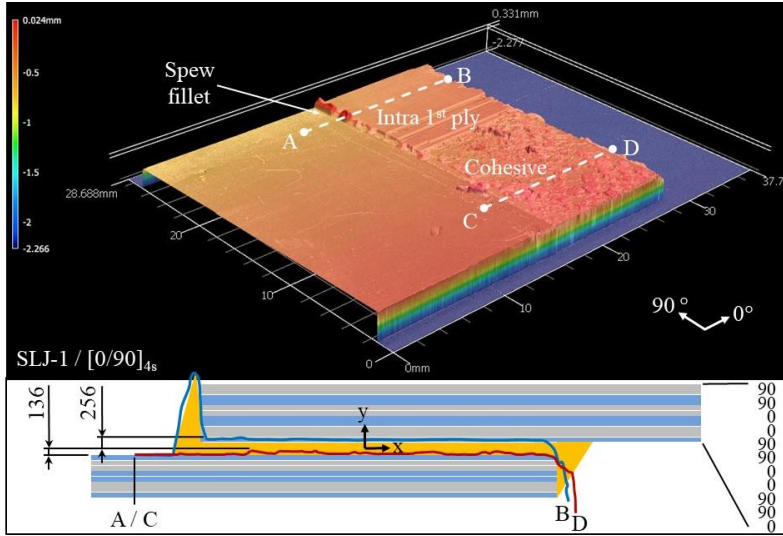 0.024mm
0.331mm
-2.277
Spew
fillet
B
-0.5
Intra 1st ply
A
-1
D
Cohesive
-1.5
28.688mm
37.7
C
-2
20
30
-2.266
20
10
90 °
0°
10
0
0mm
SLJ-1 / [0/90]4s
136
256
y
x
90
90
0
90
0
90
90
0
90
90
0
A / C
B
D